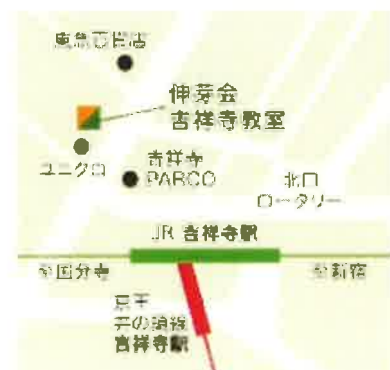 東急百貨店
伸芽会
吉祥寺教室
ユニクロ
吉祥寺
PARCO
北口
ロータリー
JR 吉祥寺駅
至国分寺
至新宿
京王
井の頭線
吉祥寺駅